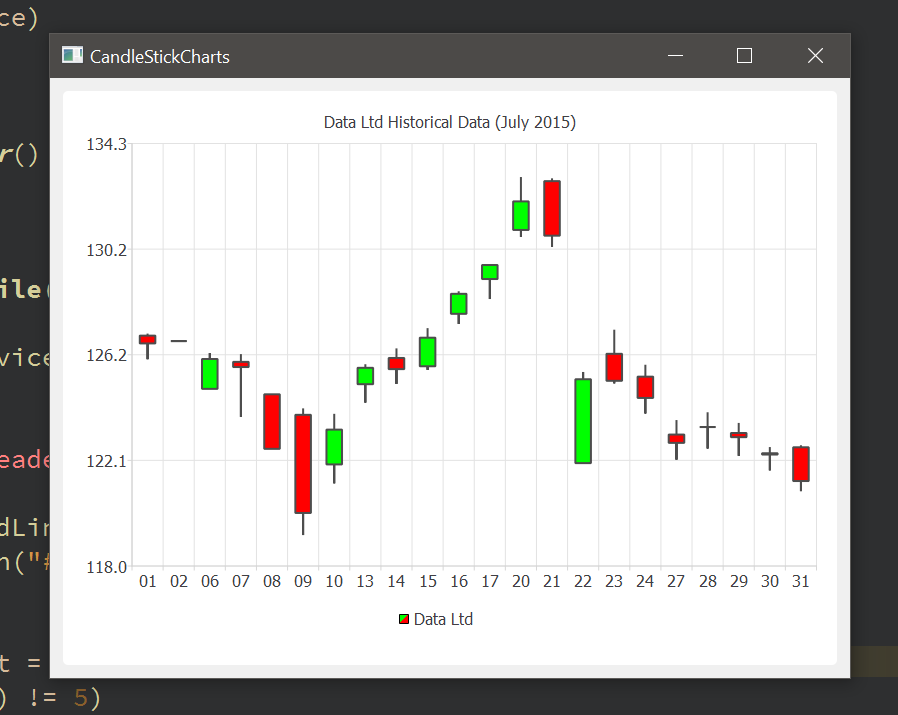 ce)
CandleStickCharts
Data Ltd Historical Data (July 2015)
134.3
r()
130.2
ile(
126.2
vice
122.1
eade
dLin
n("#
118.0
01 02 06 07 08 09 10 13 14 15 16 17 20 21 22 23 24 27 28 29 30 31
Data Ltd
t =
) != 5)